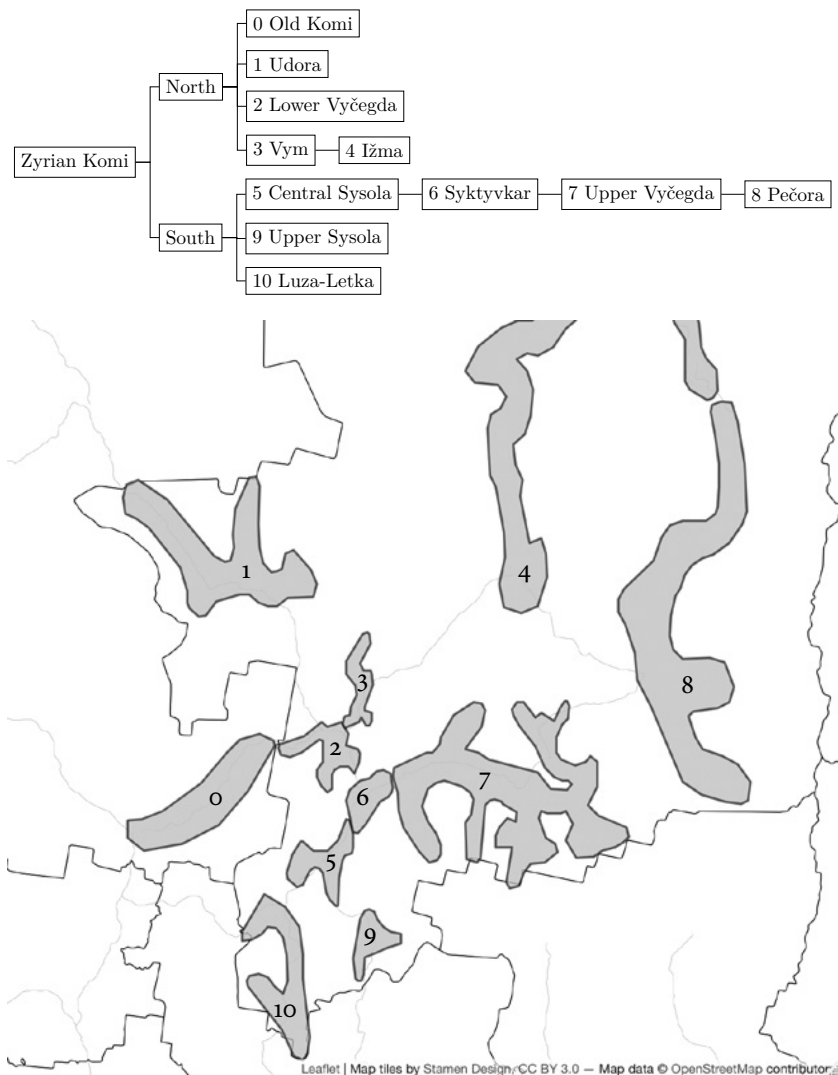 0 Old Komi
1 Udora
North
2 Lower Vyčegda
3 Vym
4 Ižma
Zyrian Komi
5 Central Sysola
6 Syktyvkar
7 Upper Vyčegda
8 Pečora
South
9 Upper Sysola
10 Luza-Letka
1
4
3
8
2
7
0
6
5
9
10
Leaflet | Map tiles by Stamen Design, CC BY 3.0 — Map data © OpenStreetMap contributor